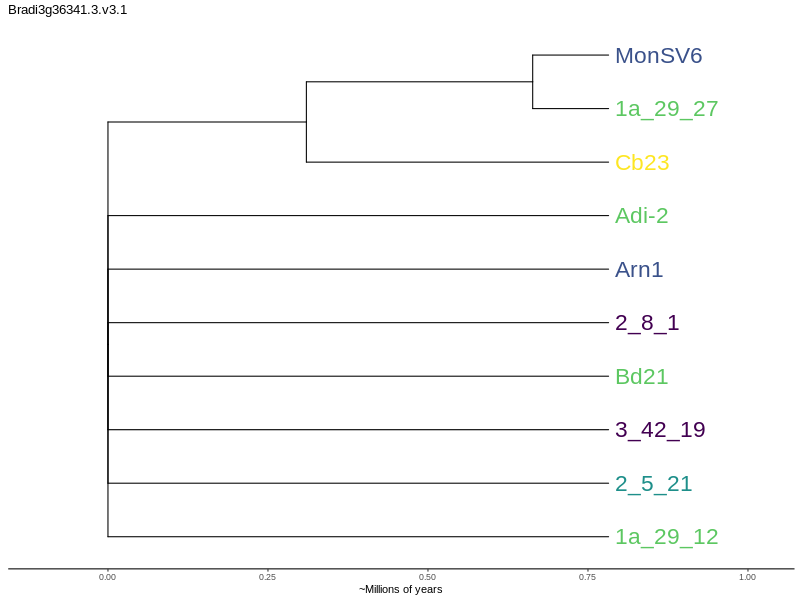 Bradi3g36341.3.v3.1
MonSV6
1a_29_27
Cb23
Adi-2
Arn1
2_8_1
Bd21
3_42_19
2_5_21
1a_29_12
0.00 0.25 0.50 0.75 1.00
~Millions of years